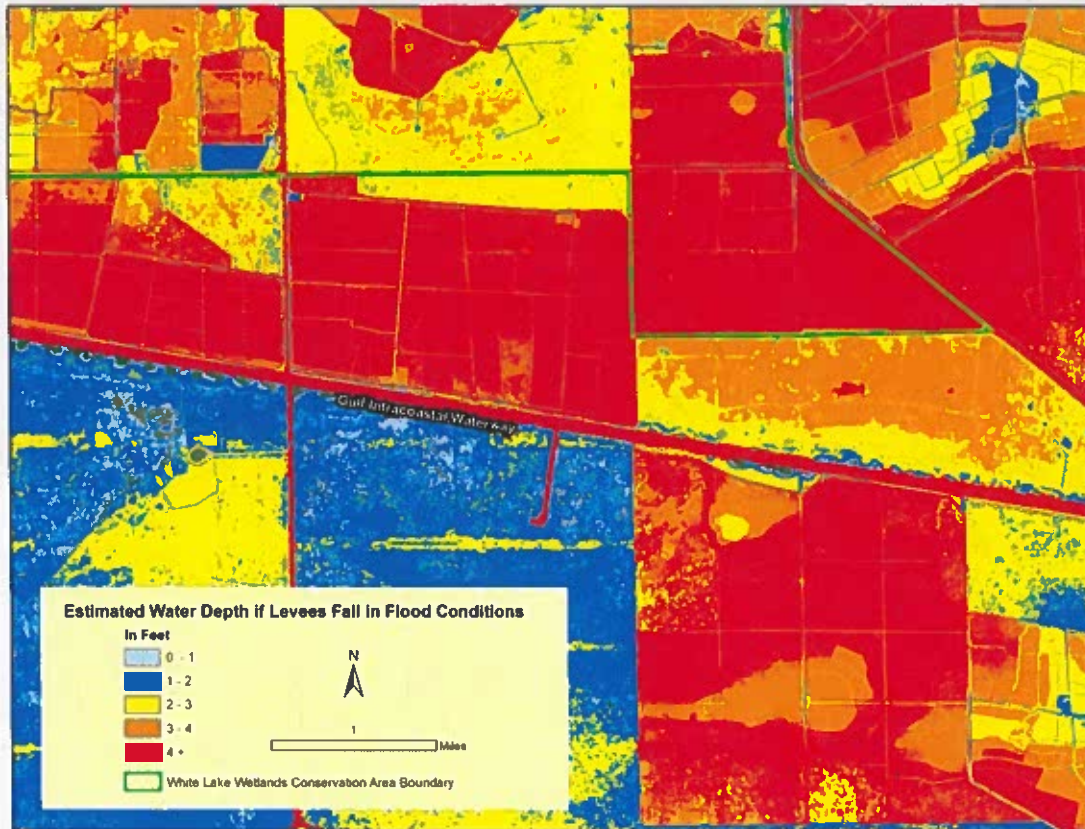 Gulf Intracoastal Waterway
Estimated Water Depth if Levees Fail in Flood Conditions
In Feet
0 - 1
1 - 2
2 - 3
3 - 4
4 +
N
1
Miles
White Lake Wetlands Conservation Area Boundary